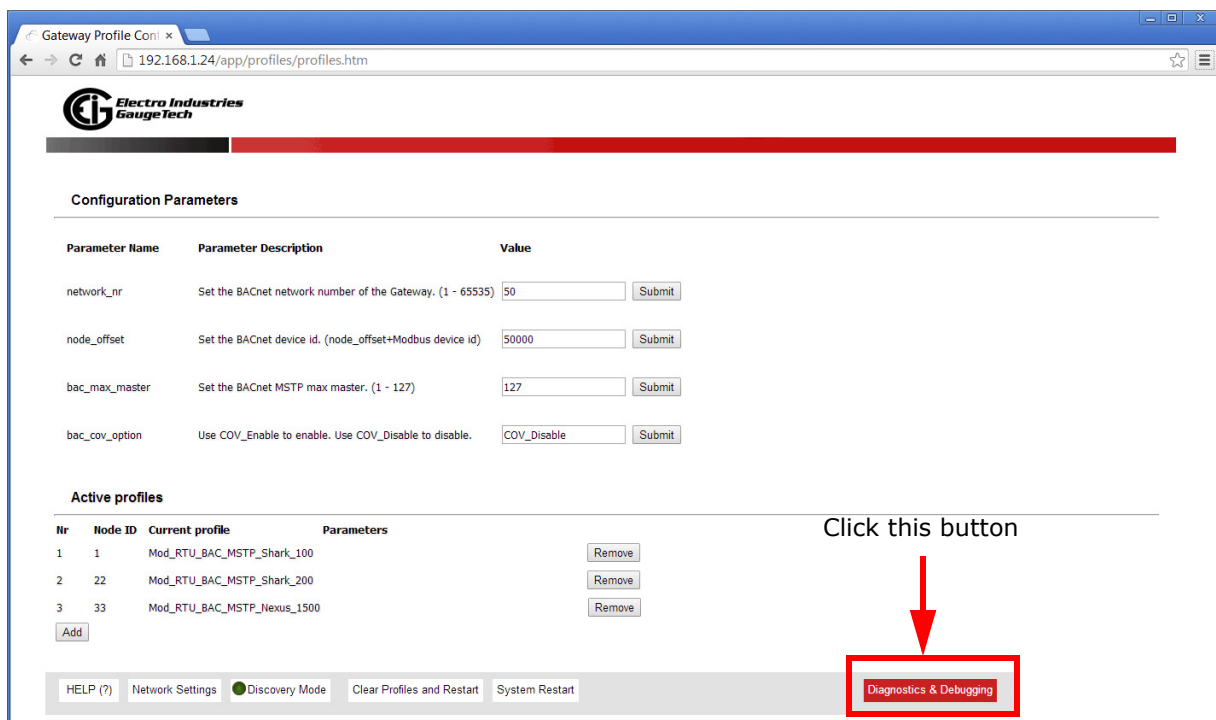 Gateway Profile Conf
192.168.1.24/app/profiles/profiles.htm
EIG Electro Industries
GaugeTech
Configuration Parameters
Parameter Name Parameter Description Value
network_nr Set the BACnet network number of the Gateway. (1 - 65535) 50 Submit
node_offset Set the BACnet device id. (node_offset+Modbus device id) 50000 Submit
bac_max_master Set the BACnet MSTP max master. (1 - 127) 127 Submit
bac_cov_option Use COV_Enable to enable. Use COV_Disable to disable. COV_Disable Submit
Active profiles
Nr Node ID Current profile Parameters
1 1 Mod_RTU_BAC_MSTP_Shark_100 Remove
2 22 Mod_RTU_BAC_MSTP_Shark_200 Remove
3 33 Mod_RTU_BAC_MSTP_Nexus_1500 Remove
Add
Click this button
HELP (?) Network Settings Discovery Mode Clear Profiles and Restart System Restart Diagnostics & Debugging